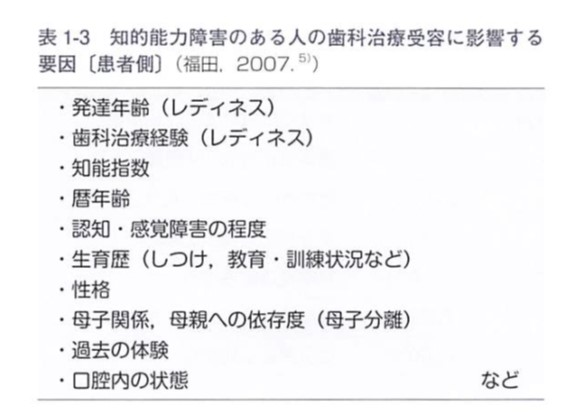 表 1-3　知的能力障害のある人の歯科治療受容に影響する
要因〔患者側〕（福田，2007.⁵⁾）
・発達年齢（レディネス）
・歯科治療経験（レディネス）
・知能指数
・暦年齢
・認知・感覚障害の程度
・生育歴（しつけ，教育・訓練状況など）
・性格
・母子関係，母親への依存度（母子分離）
・過去の体験
・口腔内の状態　など